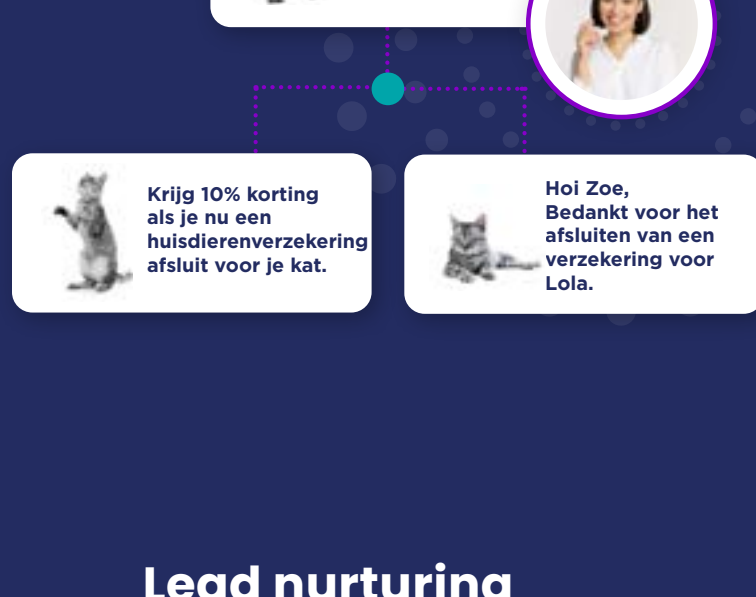 Krijg 10% korting
als je nu een
huisdierenverzekering
afsluit voor je kat.
Hoi Zoe,
Bedankt voor het
afsluiten van een
verzekering voor
Lola.
Lead nurturing